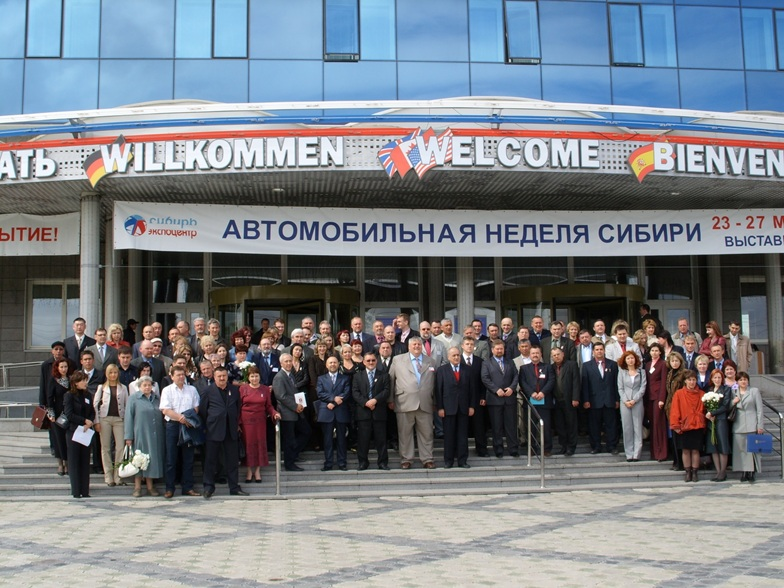 АТЬ WILLKOMMEN WELCOME BIENVEN
ЫТИЕ!
СИБИРЬ
ЭКСПОЦЕНТР
АВТОМОБИЛЬНАЯ НЕДЕЛЯ СИБИРИ
23 - 27 М
ВЫСТАВ